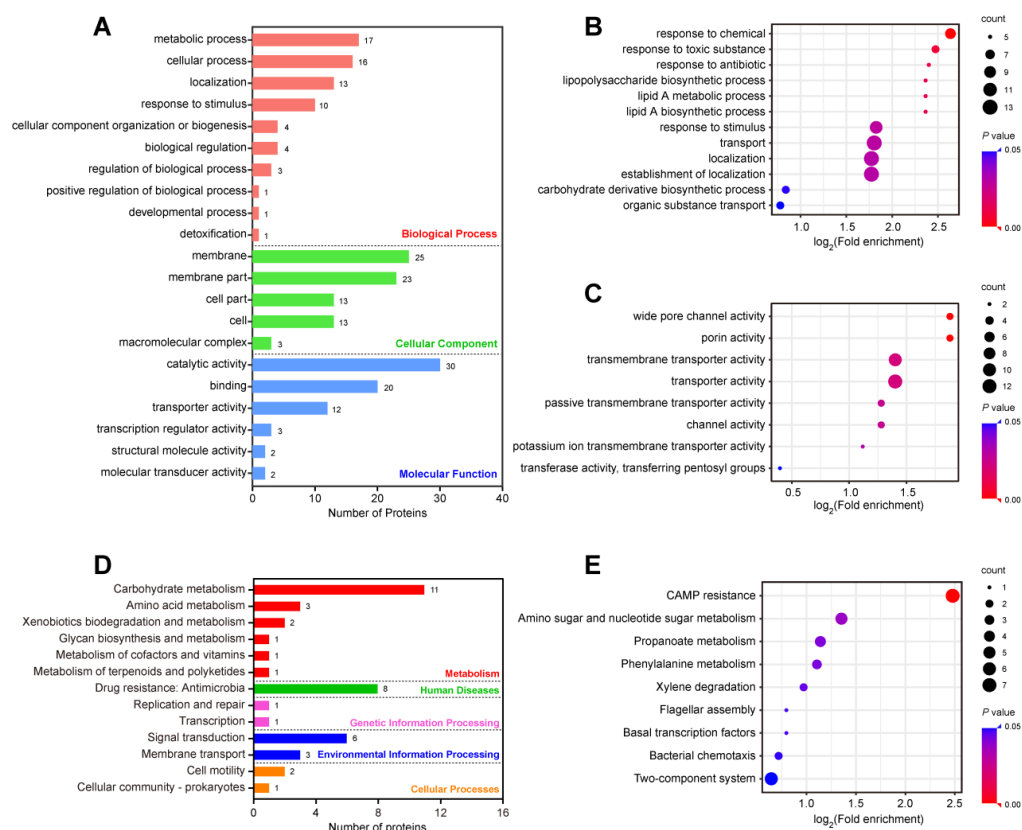 A
metabolic process 17
cellular process 16
localization 13
response to stimulus 10
cellular component organization or biogenesis 4
biological regulation 4
regulation of biological process 3
positive regulation of biological process 1
developmental process 1
detoxification 1
Biological Process
membrane 25
membrane part 23
cell part 13
cell 13
macromolecular complex 3
Cellular Component
catalytic activity 30
binding 20
transporter activity 12
transcription regulator activity 3
structural molecule activity 2
molecular transducer activity 2
Molecular Function
0 10 20 30 40
Number of Proteins
B
response to chemical
response to toxic substance
response to antibiotic
lipopolysaccharide biosynthetic process
lipid A metabolic process
lipid A biosynthetic process
response to stimulus
transport
localization
establishment of localization
carbohydrate derivative biosynthetic process
organic substance transport
1.0 1.5 2.0 2.5
log2(Fold enrichment)
count
5
7
9
11
13
P value
0.05
0.00
C
wide pore channel activity
porin activity
transmembrane transporter activity
transporter activity
passive transmembrane transporter activity
channel activity
potassium ion transmembrane transporter activity
transferase activity, transferring pentosyl groups
0.5 1.0 1.5
log2(Fold enrichment)
count
2
4
6
8
10
12
P value
0.05
0.00
D
Carbohydrate metabolism 11
Amino acid metabolism 3
Xenobiotics biodegradation and metabolism 2
Glycan biosynthesis and metabolism 1
Metabolism of cofactors and vitamins 1
Metabolism of terpenoids and polyketides 1
Metabolism
Drug resistance: Antimicrobia 8
Human Diseases
Replication and repair 1
Transcription 1
Genetic Information Processing
Signal transduction 6
Membrane transport 3
Environmental Information Processing
Cell motility 2
Cellular community - prokaryotes 1
Cellular Processes
0 4 8 12 16
Number of proteins
E
CAMP resistance
Amino sugar and nucleotide sugar metabolism
Propanoate metabolism
Phenylalanine metabolism
Xylene degradation
Flagellar assembly
Basal transcription factors
Bacterial chemotaxis
Two-component system
1.0 1.5 2.0 2.5
log2(Fold enrichment)
count
1
2
3
4
5
6
7
P value
0.05
0.00